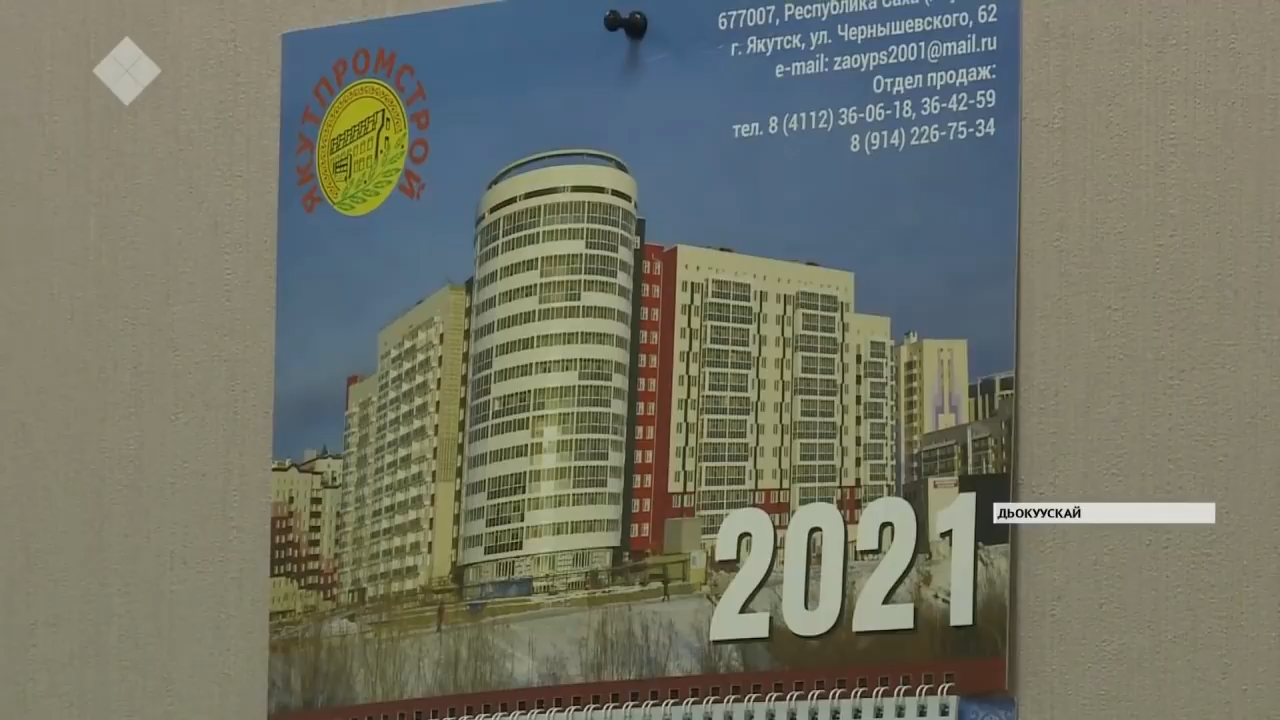 677007, Республика Саха
г. Якутск, ул. Чернышевского, 62
e-mail: zaoyps2001@mail.ru
Отдел продаж:
тел. 8 (4112) 36-06-18, 36-42-59
8 (914) 226-75-34
ЯКУТПРОМСТРОЙ
2021
ДЬОКУУСКАЙ